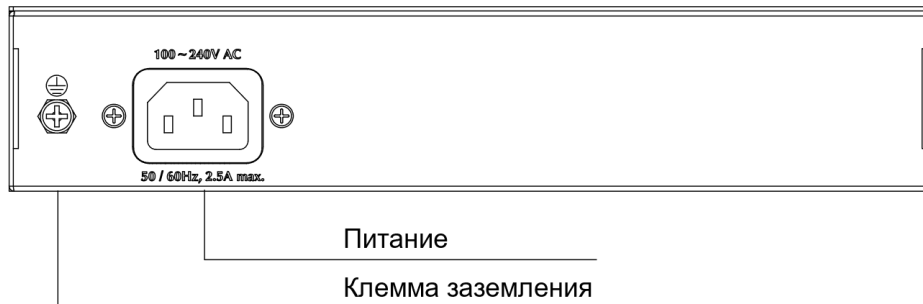 100~240V AC
50 / 60Hz, 2.5A max.
Питание
Клемма заземления